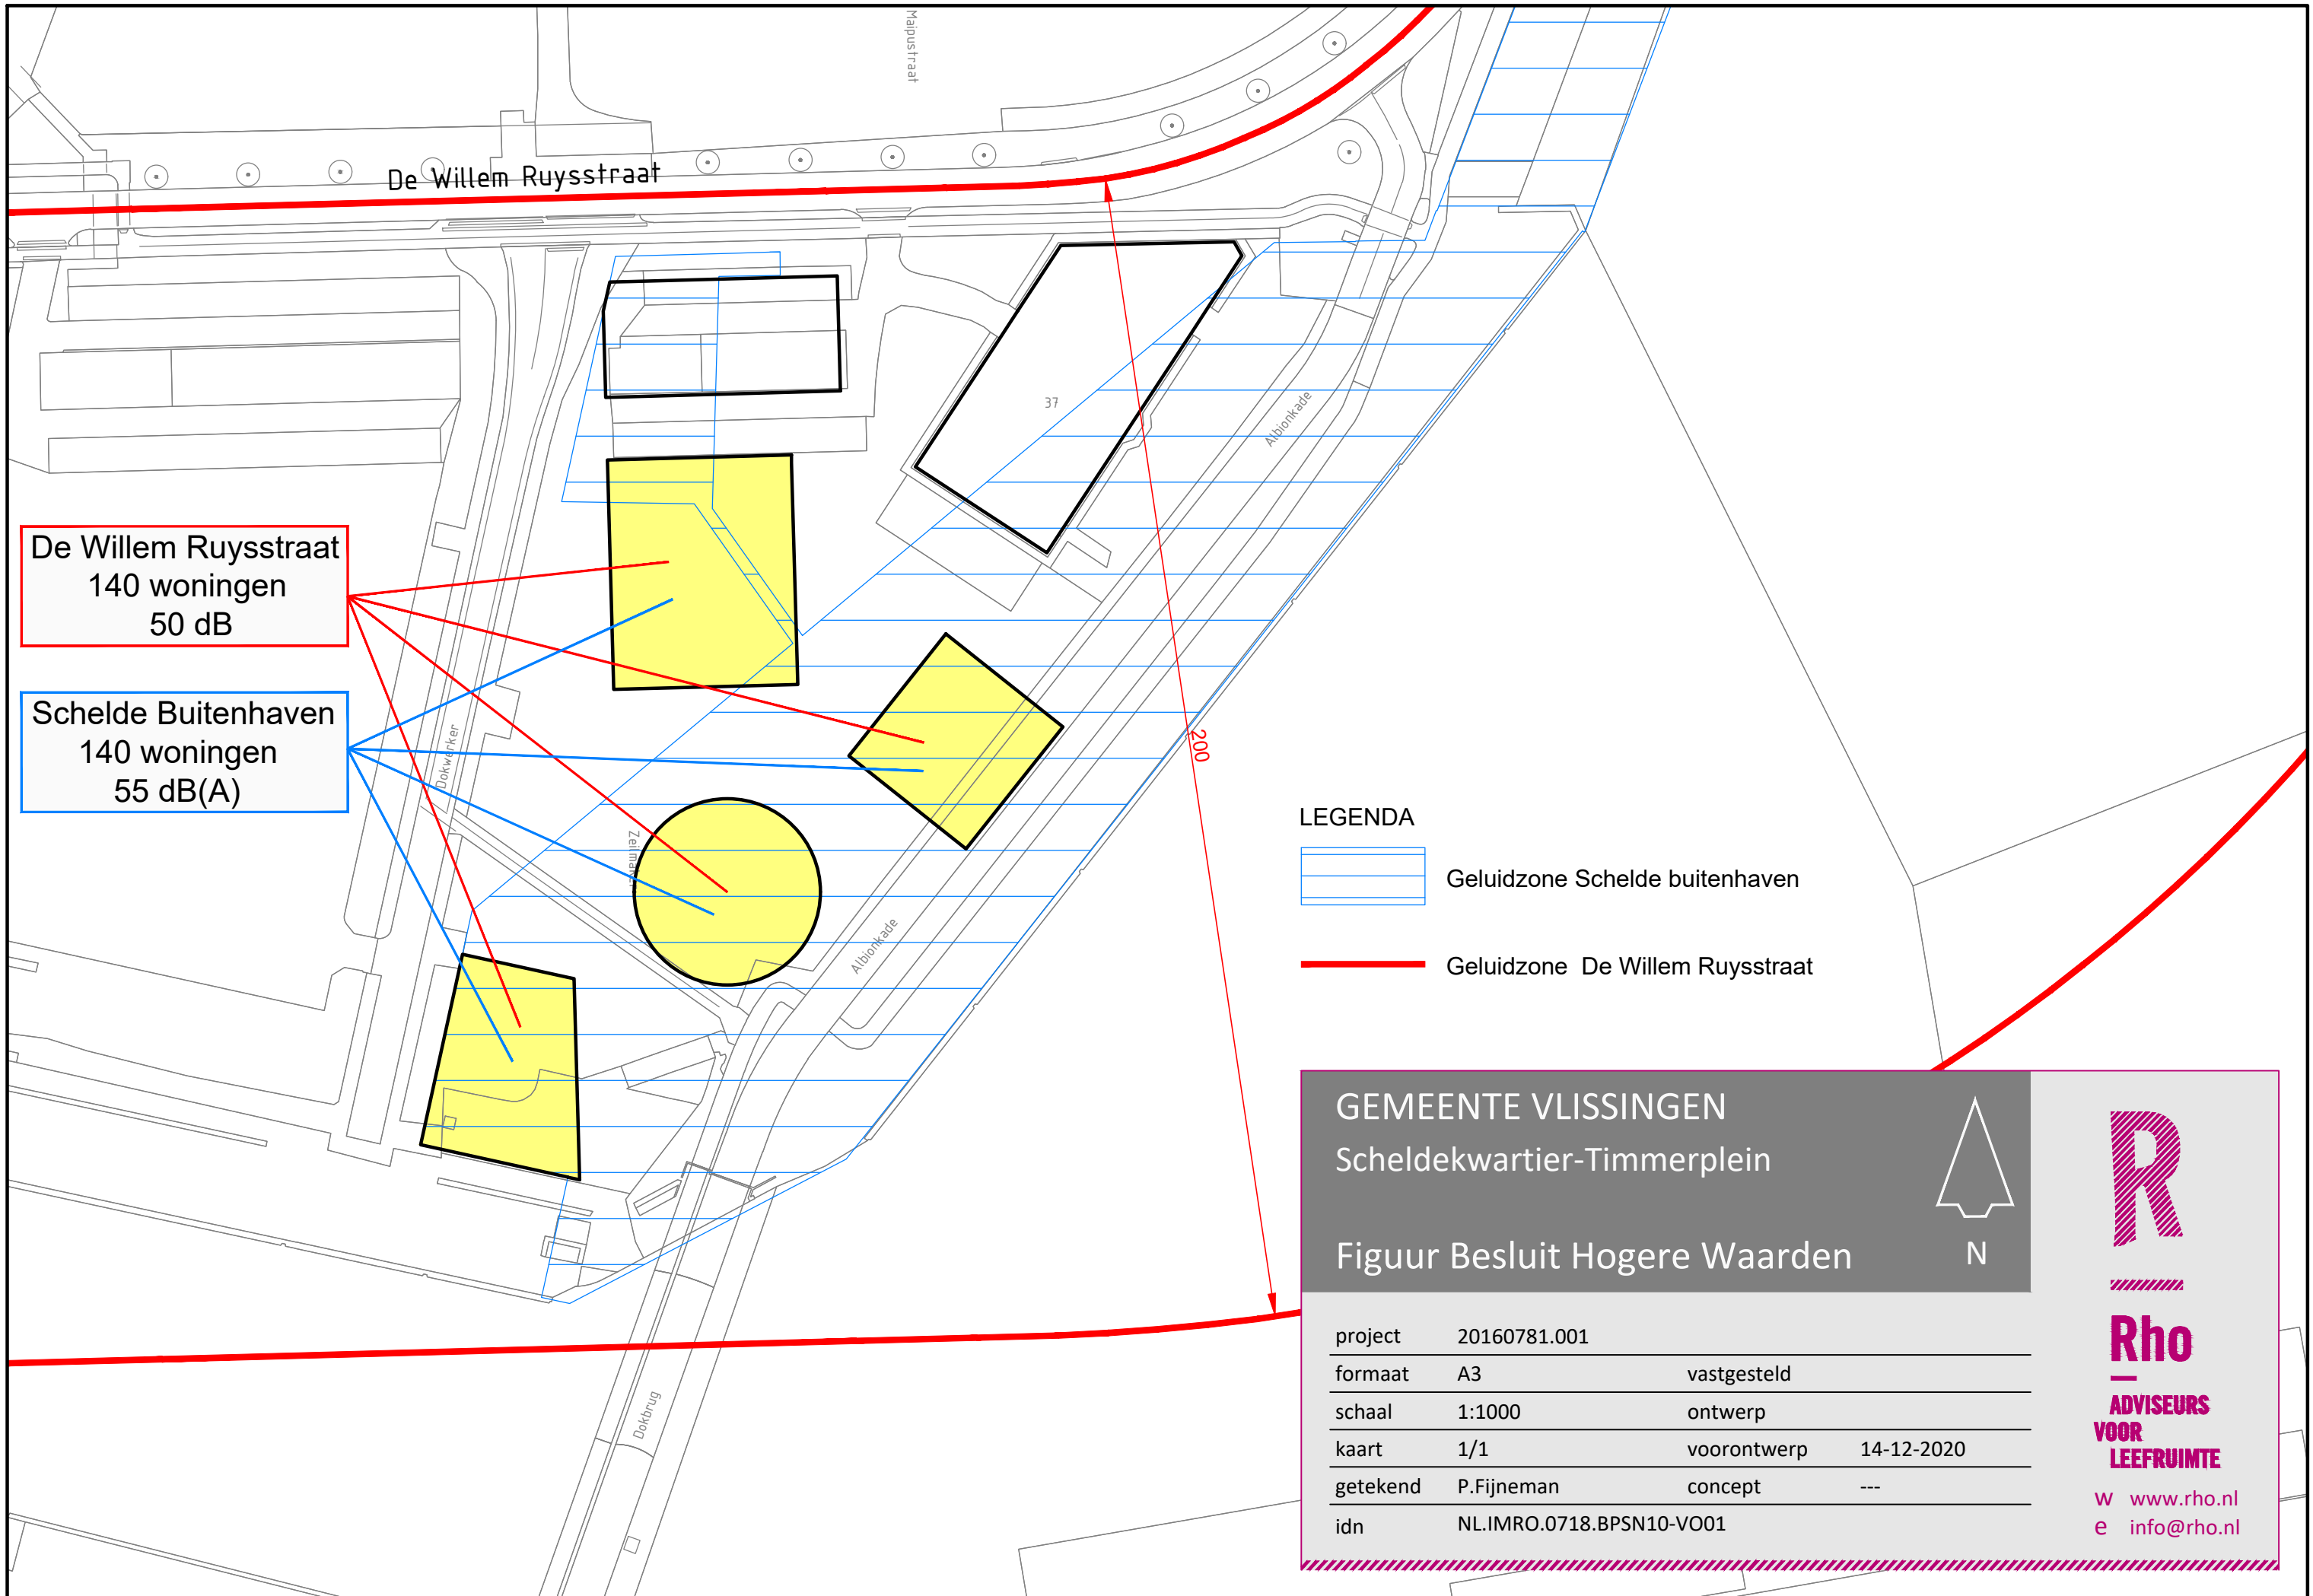 Maipustraat
De Willem Ruysstraat
37
Albionkade
De Willem Ruysstraat
140 woningen
50 dB
Schelde Buitenhaven
140 woningen
55 dB(A)
Dokwerker
200
Zeilmaker
Albionkade
LEGENDA
Geluidzone Schelde buitenhaven
Geluidzone De Willem Ruysstraat
Dokbrug
GEMEENTE VLISSINGEN
Scheldekwartier-Timmerplein
Figuur Besluit Hogere Waarden
N
project 20160781.001
formaat A3 vastgesteld
schaal 1:1000 ontwerp
kaart 1/1 voorontwerp 14-12-2020
getekend P.Fijneman concept ---
idn NL.IMRO.0718.BPSN10-VO01
R
Rho
ADVISEURS
VOOR
LEEFRUIMTE
w www.rho.nl
e info@rho.nl